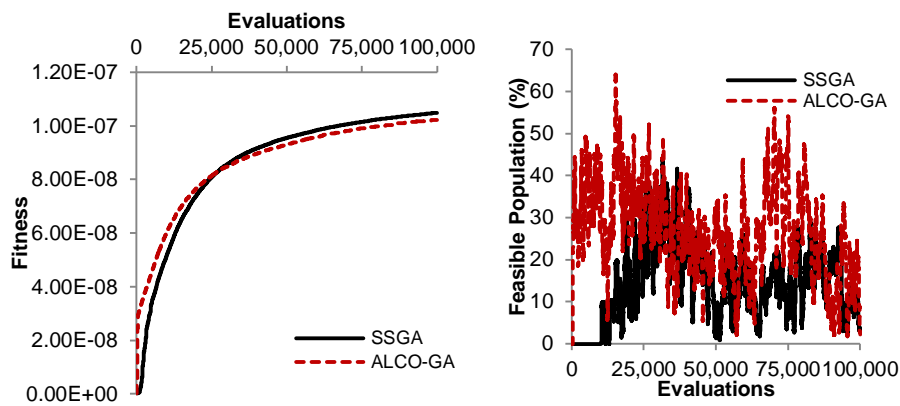 Evaluations
0 25,000 50,000 75,000 100,000
1.20E-07
1.00E-07
8.00E-08
6.00E-08
4.00E-08
2.00E-08
0.00E+00
Fitness
SSGA
ALCO-GA
70
60
50
40
30
20
10
0
Feasible Population (%)
SSGA
ALCO-GA
0 25,000 50,000 75,000 100,000
Evaluations